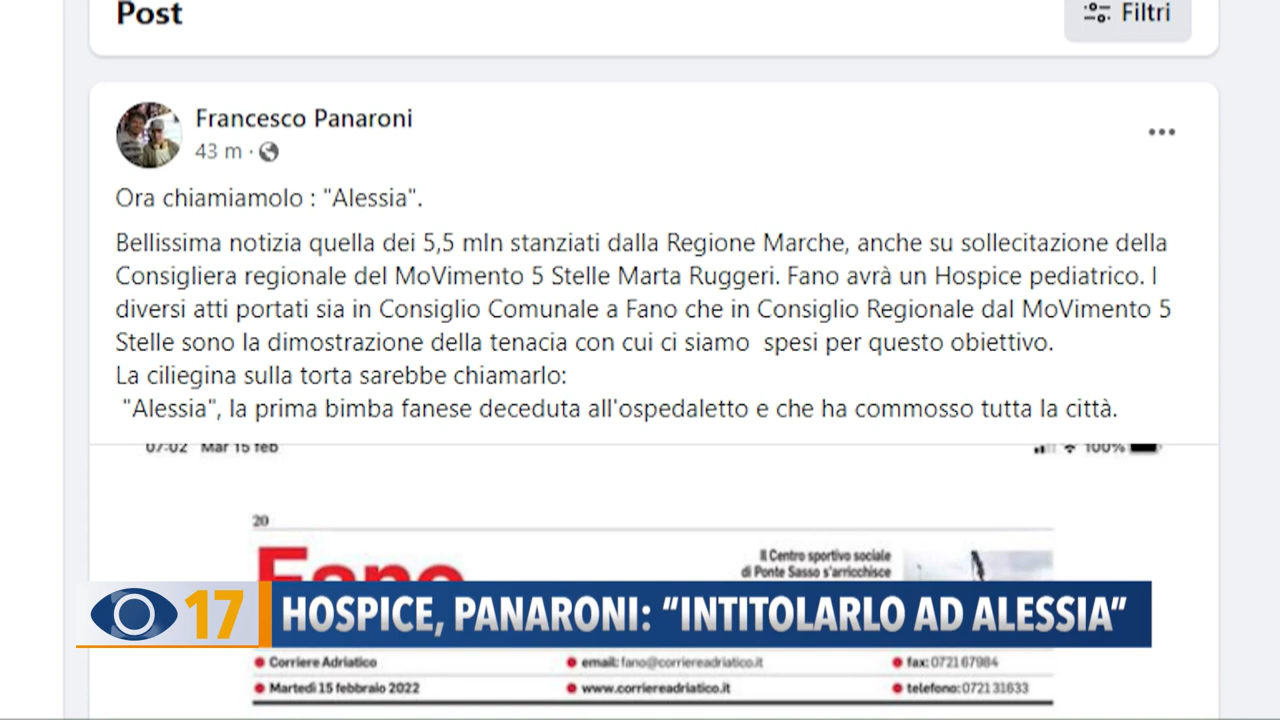 Post
Filtri
Francesco Panaroni
43 m ·
Ora chiamiamolo : "Alessia".
Bellissima notizia quella dei 5,5 mln stanziati dalla Regione Marche, anche su sollecitazione della
Consigliera regionale del MoVimento 5 Stelle Marta Ruggeri. Fano avrà un Hospice pediatrico. I
diversi atti portati sia in Consiglio Comunale a Fano che in Consiglio Regionale dal MoVimento 5
Stelle sono la dimostrazione della tenacia con cui ci siamo  spesi per questo obiettivo.
La ciliegina sulla torta sarebbe chiamarlo:
"Alessia", la prima bimba fanese deceduta all'ospedaletto e che ha commosso tutta la città.
07:02 Mar 15 feb
100%
20
Fano
Il Centro sportivo sociale
di Ponte Sasso s'arricchisce
17
HOSPICE, PANARONI: “INTITOLARLO AD ALESSIA”
Corriere Adriatico
email: fano@corriereadriatico.it
fax: 0721 67984
Martedì 15 febbraio 2022
www.corriereadriatico.it
telefono: 0721 31633